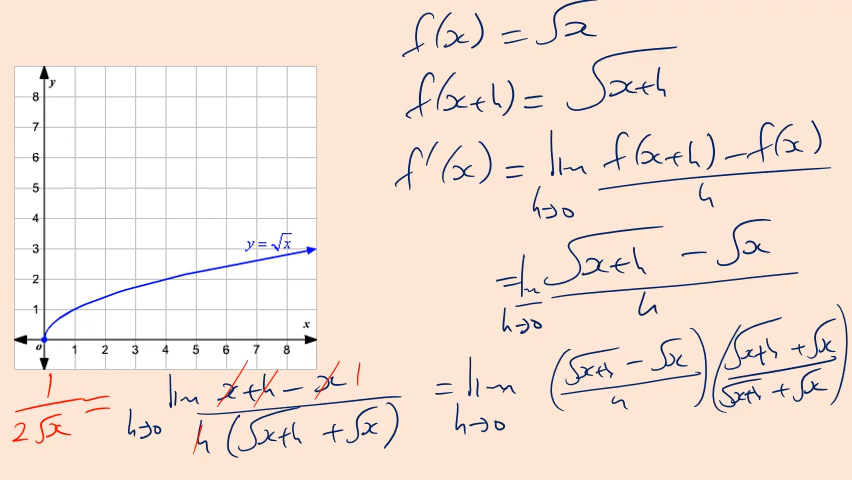 f(x) = √x
f(x+h) = √x+h
f'(x) = lim h→0 f(x+h) – f(x) / h
= lim h→0 √x+h – √x / h
= lim h→0 (√x+h – √x / h) (√x+h + √x / √x+h + √x)
lim h→0 x+h – x 1 / h (√x+h + √x)
1 / 2√x =
y
8
7
6
5
4
3
2
1
y = √x
x
o 1 2 3 4 5 6 7 8